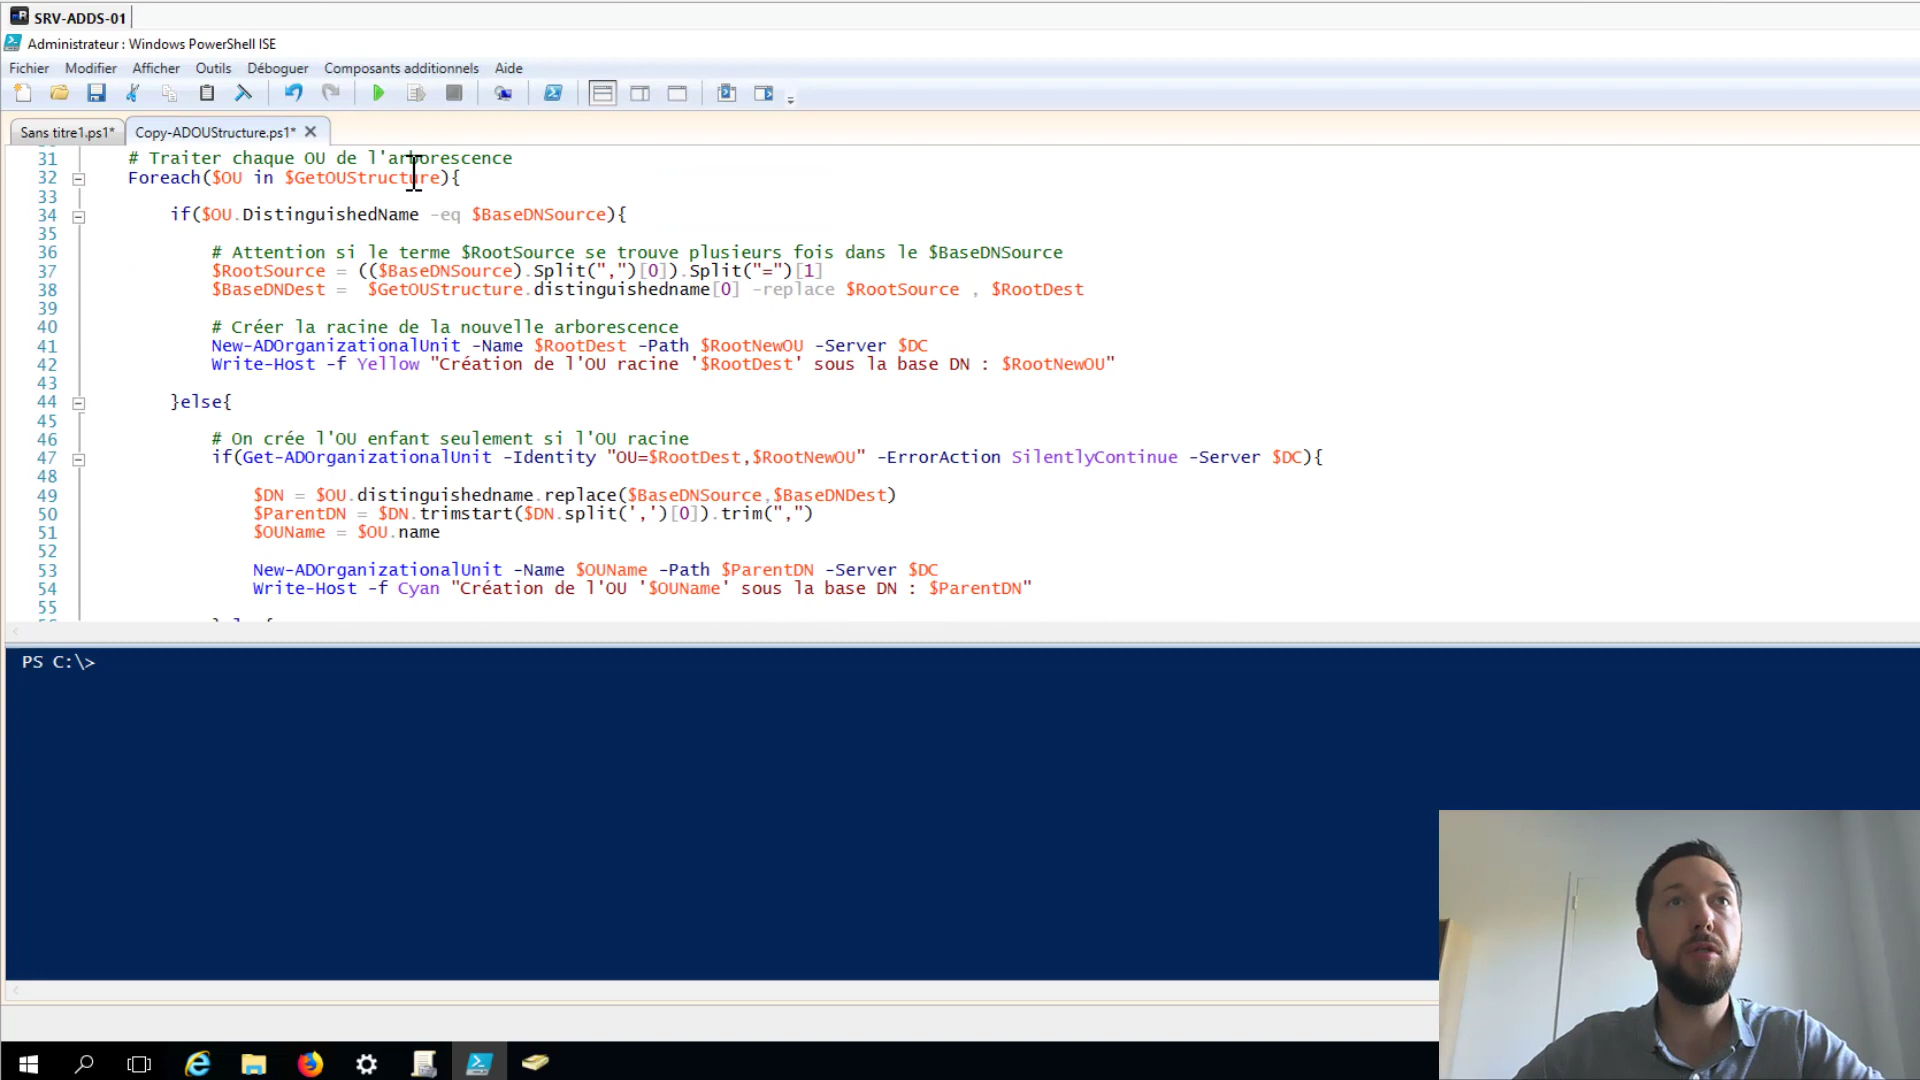 SRV-ADDS-01
Administrateur : Windows PowerShell ISE
Fichier Modifier Afficher Outils Déboguer Composants additionnels Aide
Sans titre1.ps1* Copy-ADOUStructure.ps1*
31 # Traiter chaque OU de l'arborescence
32 Foreach($OU in $GetOUStructure){
33
34 if($OU.DistinguishedName -eq $BaseDNSource){
35
36 # Attention si le terme $RootSource se trouve plusieurs fois dans le $BaseDNSource
37 $RootSource = (($BaseDNSource).Split(",")[0]).Split("=")[1]
38 $BaseDNDest =  $GetOUStructure.distinguishedname[0] -replace $RootSource , $RootDest
39
40 # Créer la racine de la nouvelle arborescence
41 New-ADOrganizationalUnit -Name $RootDest -Path $RootNewOU -Server $DC
42 Write-Host -f Yellow "Création de l'OU racine '$RootDest' sous la base DN : $RootNewOU"
43
44 }else{
45
46 # On crée l'OU enfant seulement si l'OU racine
47 if(Get-ADOrganizationalUnit -Identity "OU=$RootDest,$RootNewOU" -ErrorAction SilentlyContinue -Server $DC){
48
49 $DN = $OU.distinguishedname.replace($BaseDNSource,$BaseDNDest)
50 $ParentDN = $DN.trimstart($DN.split(',')[0]).trim(",")
51 $OUName = $OU.name
52
53 New-ADOrganizationalUnit -Name $OUName -Path $ParentDN -Server $DC
54 Write-Host -f Cyan "Création de l'OU '$OUName' sous la base DN : $ParentDN"
55
PS C:\>